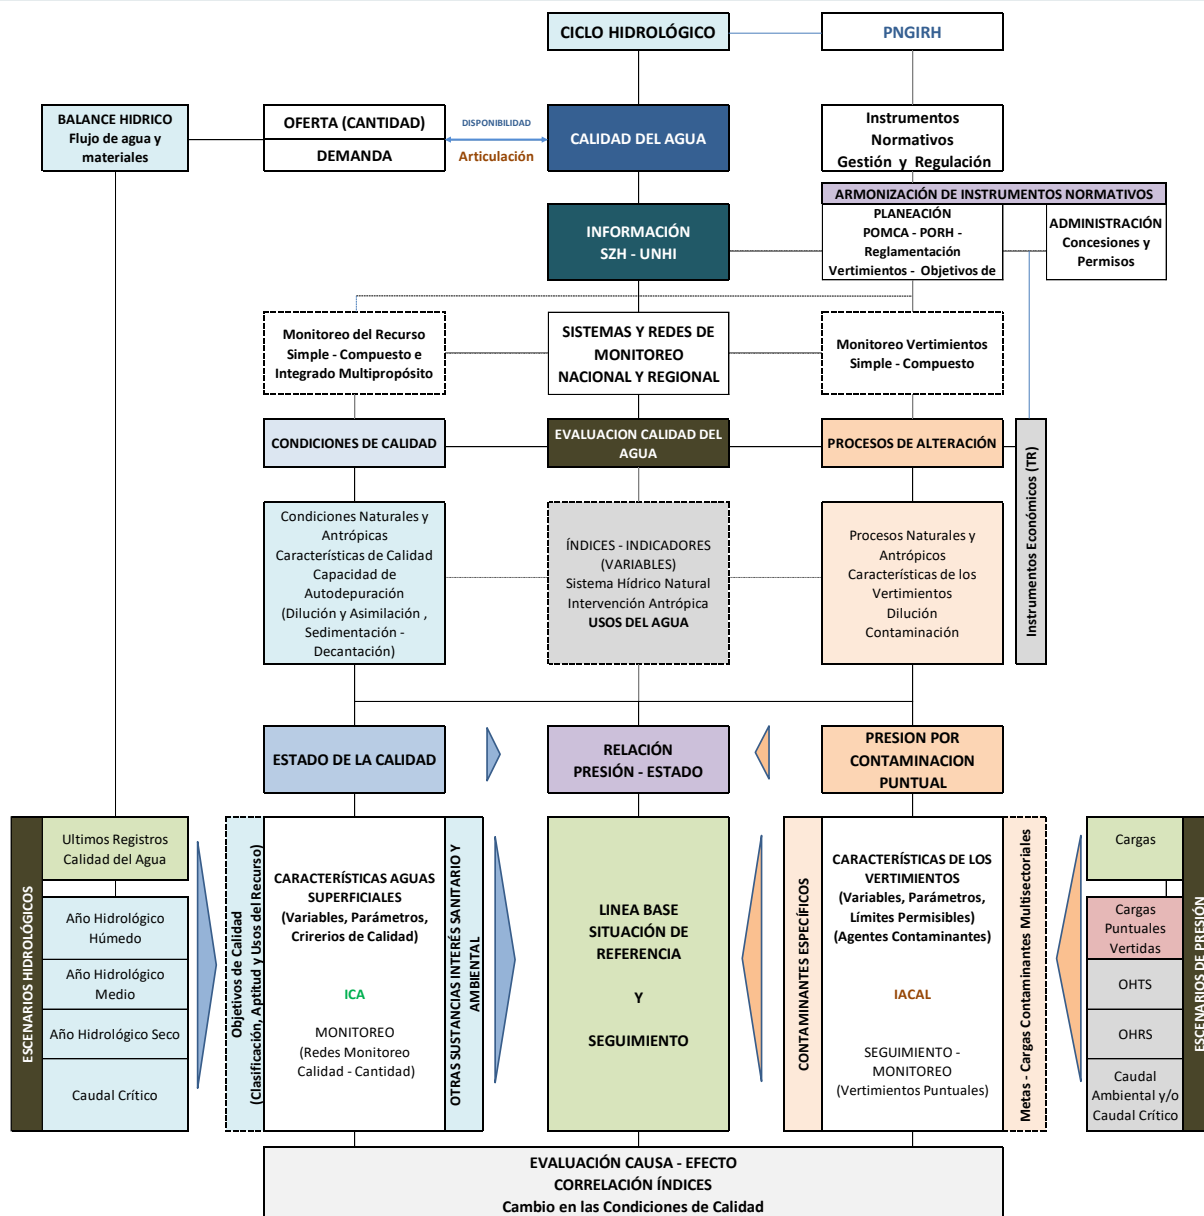 CICLO HIDROLÓGICO
PNGIRH
BALANCE HIDRICO
Flujo de agua y
materiales
OFERTA (CANTIDAD)
DEMANDA
DISPONIBILIDAD
Articulación
CALIDAD DEL AGUA
Instrumentos
Normativos
Gestión y Regulación
ARMONIZACIÓN DE INSTRUMENTOS NORMATIVOS
INFORMACIÓN
SZH - UNHI
PLANEACIÓN
POMCA - PORH -
Reglamentación
Vertimientos - Objetivos de
ADMINISTRACIÓN
Concesiones y
Permisos
Monitoreo del Recurso
Simple - Compuesto e
Integrado Multipropósito
SISTEMAS Y REDES DE
MONITOREO
NACIONAL Y REGIONAL
Monitoreo Vertimientos
Simple - Compuesto
CONDICIONES DE CALIDAD
EVALUACION CALIDAD DEL
AGUA
PROCESOS DE ALTERACIÓN
Instrumentos Económicos (TR)
Condiciones Naturales y
Antrópicas
Características de Calidad
Capacidad de
Autodepuración
(Dilución y Asimilación ,
Sedimentación -
Decantación)
ÍNDICES - INDICADORES
(VARIABLES)
Sistema Hídrico Natural
Intervención Antrópica
USOS DEL AGUA
Procesos Naturales y
Antrópicos
Características de los
Vertimientos
Dilución
Contaminación
ESTADO DE LA CALIDAD
RELACIÓN
PRESIÓN - ESTADO
PRESION POR
CONTAMINACION
PUNTUAL
ESCENARIOS HIDROLÓGICOS
Ultimos Registros
Calidad del Agua
Año Hidrológico
Húmedo
Año Hidrológico
Medio
Año Hidrológico Seco
Caudal Crítico
Objetivos de Calidad
(Clasificación, Aptitud y Usos del Recurso)
CARACTERÍSTICAS AGUAS
SUPERFICIALES
(Variables, Parámetros,
Crirerios de Calidad)
ICA
MONITOREO
(Redes Monitoreo
Calidad - Cantidad)
OTRAS SUSTANCIAS INTERÉS SANITARIO Y
AMBIENTAL
LINEA BASE
SITUACIÓN DE
REFERENCIA
Y
SEGUIMIENTO
CONTAMINANTES ESPECÍFICOS
CARACTERÍSTICAS DE LOS
VERTIMIENTOS
(Variables, Parámetros,
Límites Permisibles)
(Agentes Contaminantes)
IACAL
SEGUIMIENTO -
MONITOREO
(Vertimientos Puntuales)
Metas - Cargas Contaminantes Multisectoriales
Cargas
Cargas
Puntuales
Vertidas
OHTS
OHRS
Caudal
Ambiental y/o
Caudal Crítico
ESCENARIOS DE PRESIÓN
EVALUACIÓN CAUSA - EFECTO
CORRELACIÓN ÍNDICES
Cambio en las Condiciones de Calidad